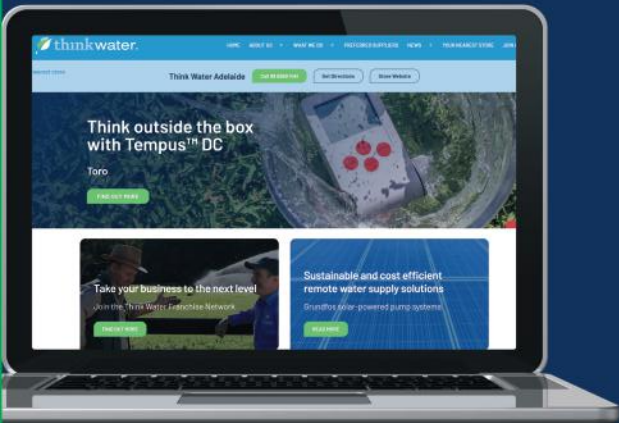 thinkwater.
HOME ABOUT US WHAT WE DO PREFERRED SUPPLIERS NEWS YOUR NEAREST STORE JOIN
Think Water Adelaide Get Directions Store Website
Think outside the box
with Tempus™ DC
Toro
FIND OUT MORE
Take your business to the next level
Join the Think Water Franchise Network
FIND OUT MORE
Sustainable and cost efficient
remote water supply solutions
Grundfos solar-powered pump systems
READ MORE